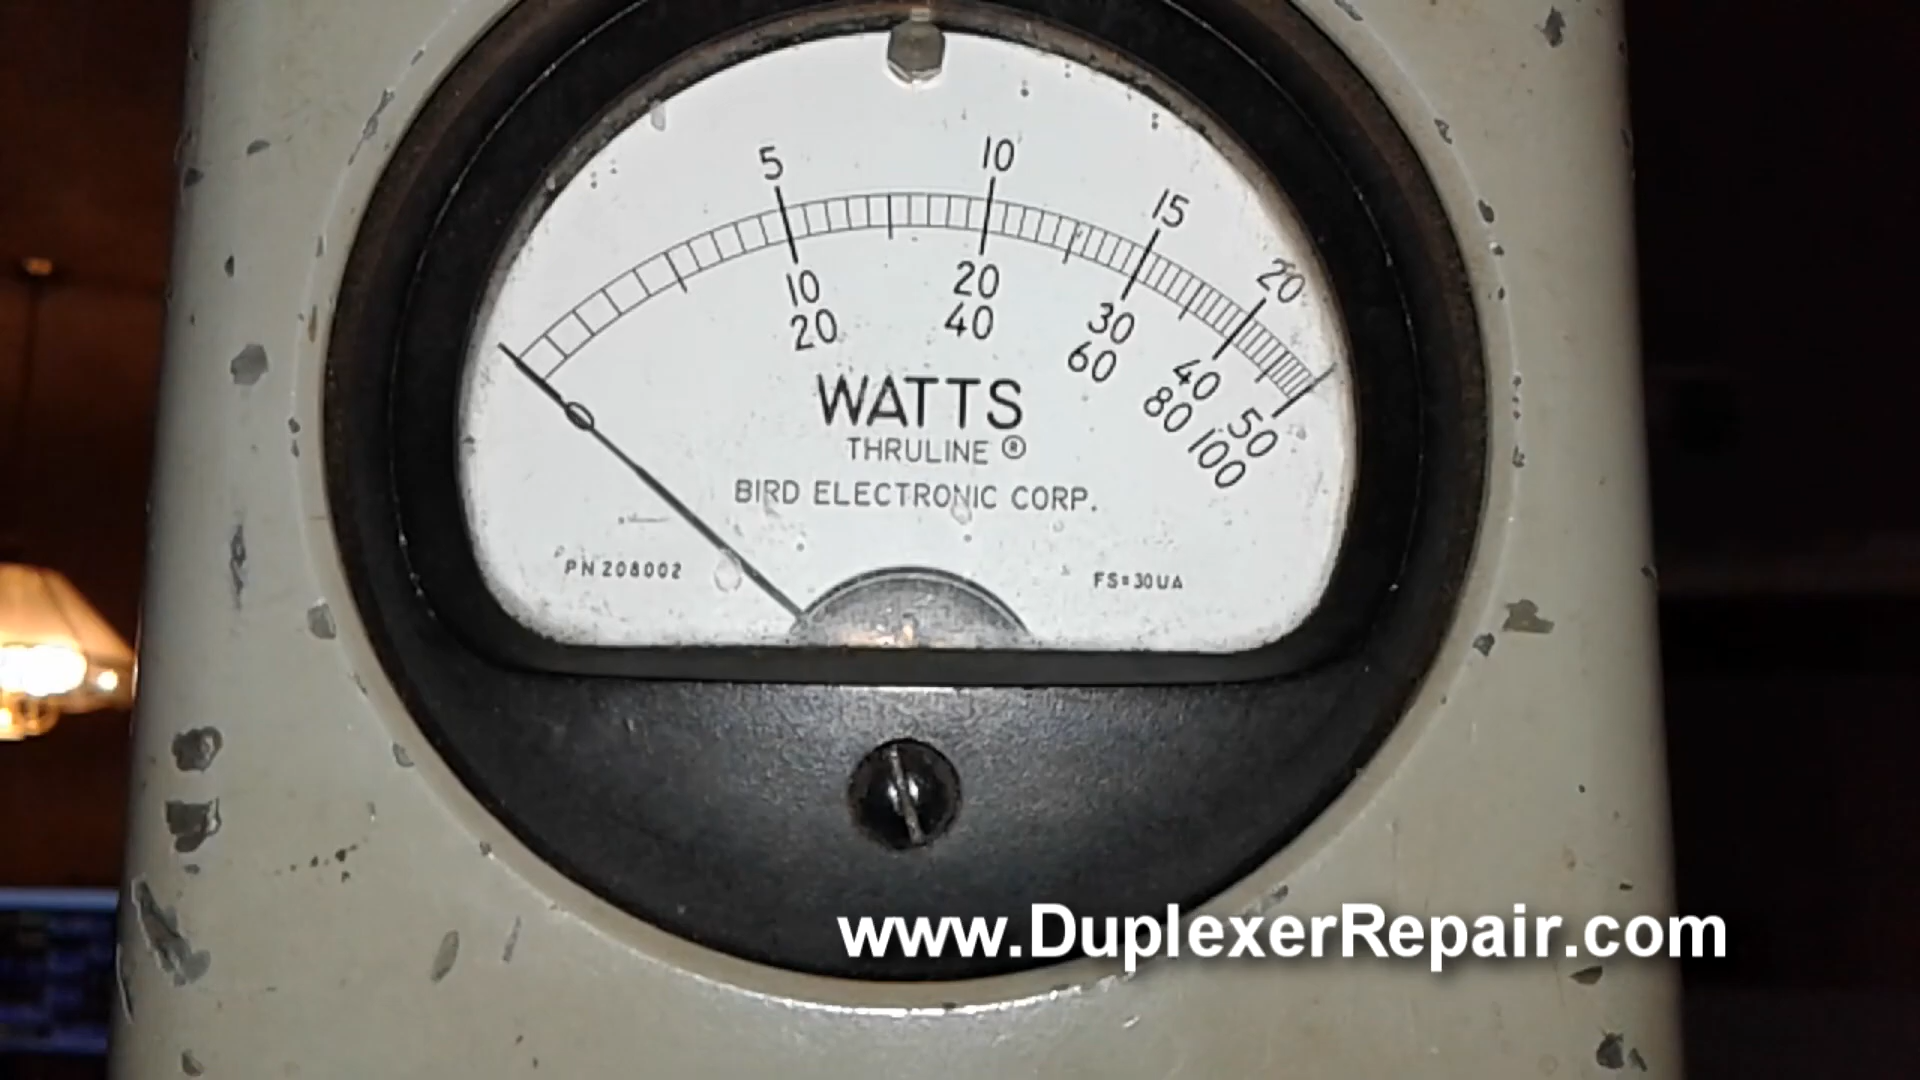 5 10 15 20
10 20 30 40 50
20 40 60 80 100
WATTS
THRULINE ®
BIRD ELECTRONIC CORP.
PN 208002 FS=30UA
www.DuplexerRepair.com